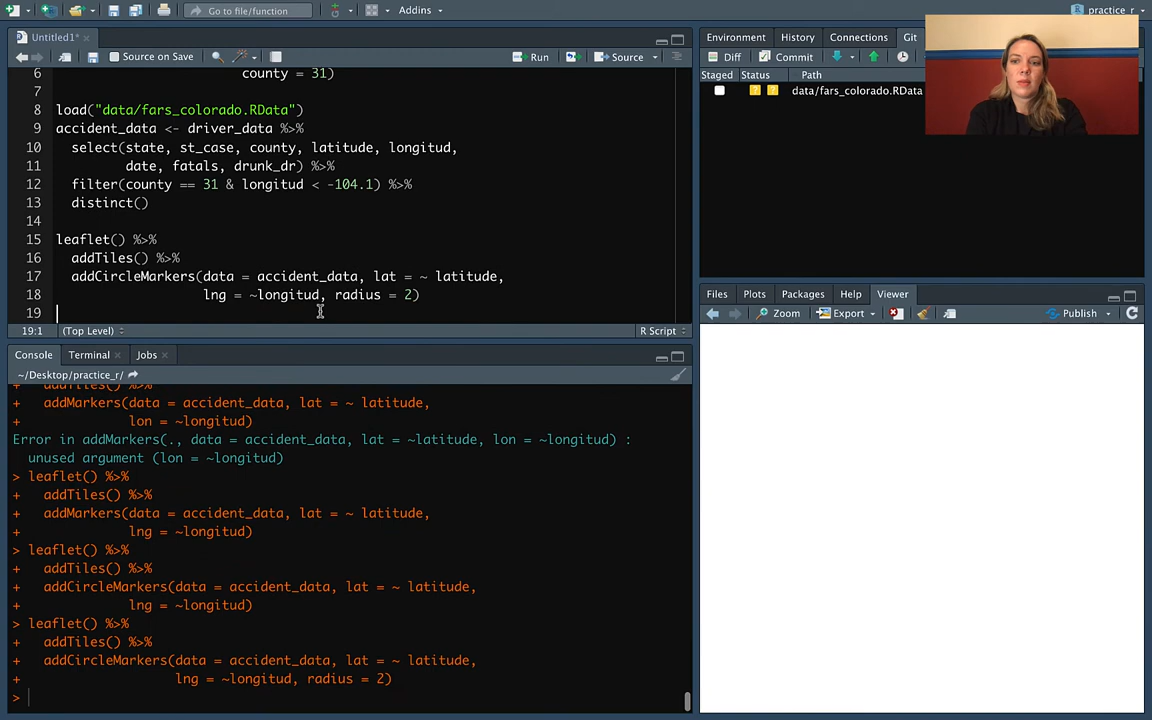 Go to file/function
Addins
practice_r
Untitled1*
Source on Save
Run
Source
6 county = 31)
7
8 load("data/fars_colorado.RData")
9 accident_data <- driver_data %>%
10 select(state, st_case, county, latitude, longitud,
11 date, fatals, drunk_dr) %>%
12 filter(county == 31 & longitud < -104.1) %>%
13 distinct()
14
15 leaflet() %>%
16 addTiles() %>%
17 addCircleMarkers(data = accident_data, lat = ~ latitude,
18 lng = ~longitud, radius = 2)
19
19:1 (Top Level) R Script
Console Terminal Jobs
~/Desktop/practice_r/
+ addTiles() %>%
+ addMarkers(data = accident_data, lat = ~ latitude,
+ lon = ~longitud)
Error in addMarkers(., data = accident_data, lat = ~latitude, lon = ~longitud) :
unused argument (lon = ~longitud)
> leaflet() %>%
+ addTiles() %>%
+ addMarkers(data = accident_data, lat = ~ latitude,
+ lng = ~longitud)
> leaflet() %>%
+ addTiles() %>%
+ addCircleMarkers(data = accident_data, lat = ~ latitude,
+ lng = ~longitud)
> leaflet() %>%
+ addTiles() %>%
+ addCircleMarkers(data = accident_data, lat = ~ latitude,
+ lng = ~longitud, radius = 2)
>
Environment History Connections Git
Diff Commit
Staged Status Path
data/fars_colorado.RData
Files Plots Packages Help Viewer
Zoom Export Publish